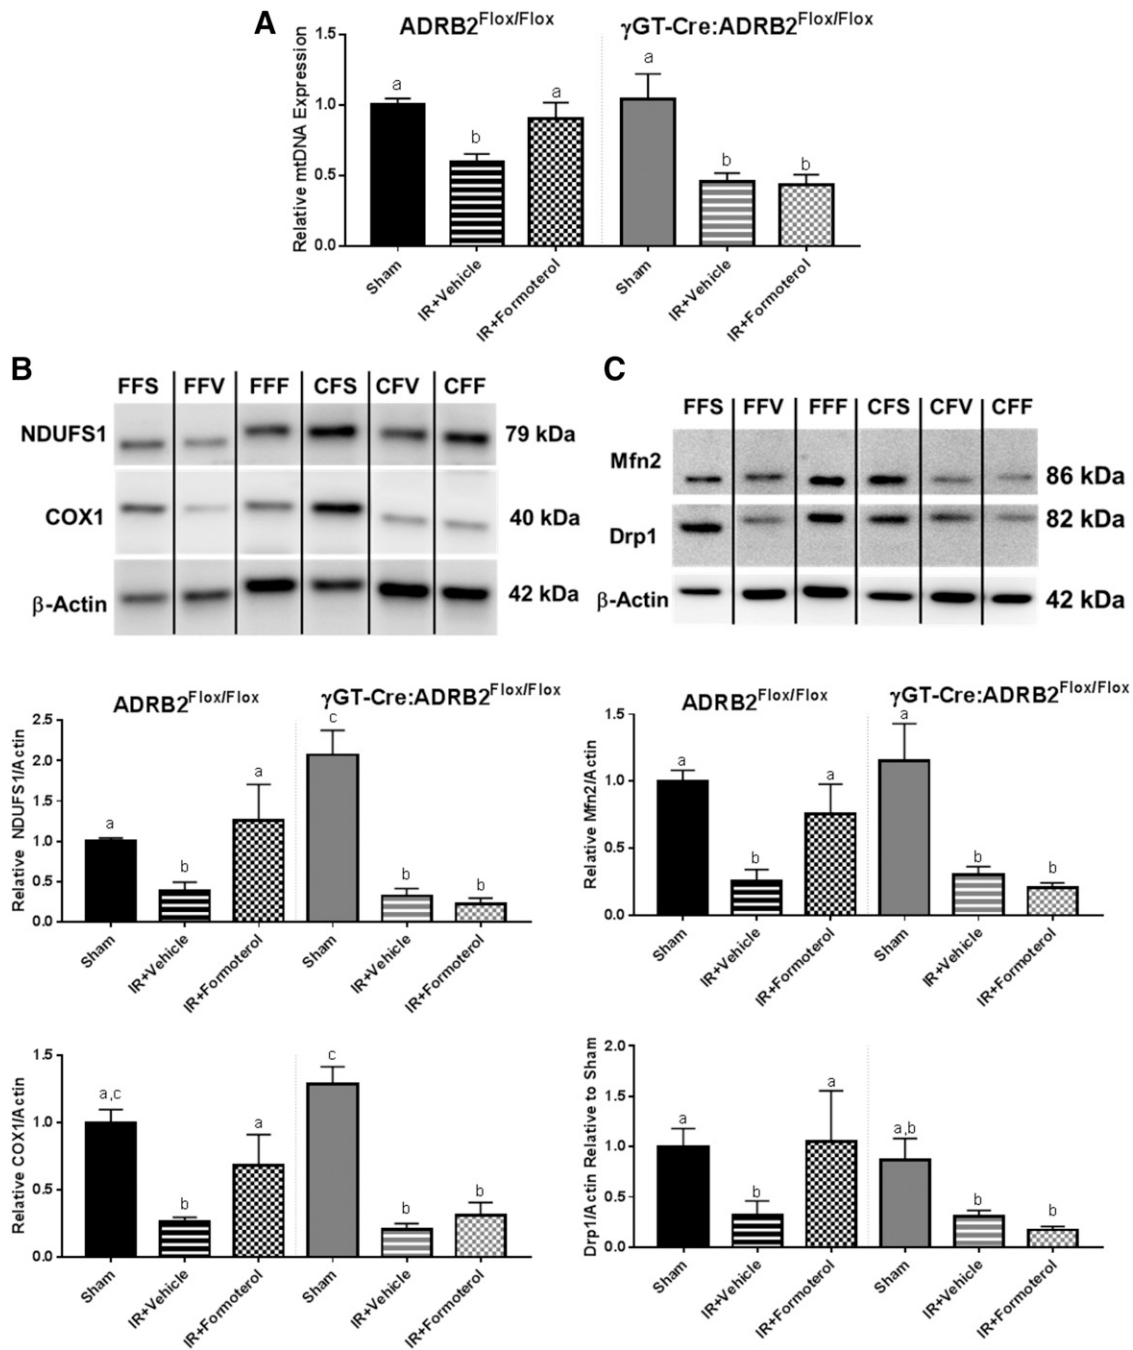 A
ADRB2Flox/Flox γGT-Cre:ADRB2Flox/Flox
Relative mtDNA Expression
1.5
1.0
0.5
0.0
a b a a b b
Sham IR+Vehicle IR+Formoterol Sham IR+Vehicle IR+Formoterol
B
FFS FFV FFF CFS CFV CFF
NDUFS1 79 kDa
COX1 40 kDa
β-Actin 42 kDa
C
FFS FFV FFF CFS CFV CFF
Mfn2 86 kDa
Drp1 82 kDa
β-Actin 42 kDa
ADRB2Flox/Flox γGT-Cre:ADRB2Flox/Flox
Relative NDUFS1/Actin
2.5
2.0
1.5
1.0
0.5
0.0
a b a c b b
Sham IR+Vehicle IR+Formoterol Sham IR+Vehicle IR+Formoterol
ADRB2Flox/Flox γGT-Cre:ADRB2Flox/Flox
Relative Mfn2/Actin
1.5
1.0
0.5
0.0
a b a a b b
Sham IR+Vehicle IR+Formoterol Sham IR+Vehicle IR+Formoterol
Relative COX1/Actin
1.5
1.0
0.5
0.0
a,c b a c b b
Sham IR+Vehicle IR+Formoterol Sham IR+Vehicle IR+Formoterol
Drp1/Actin Relative to Sham
2.0
1.5
1.0
0.5
0.0
a b a a,b b b
Sham IR+Vehicle IR+Formoterol Sham IR+Vehicle IR+Formoterol